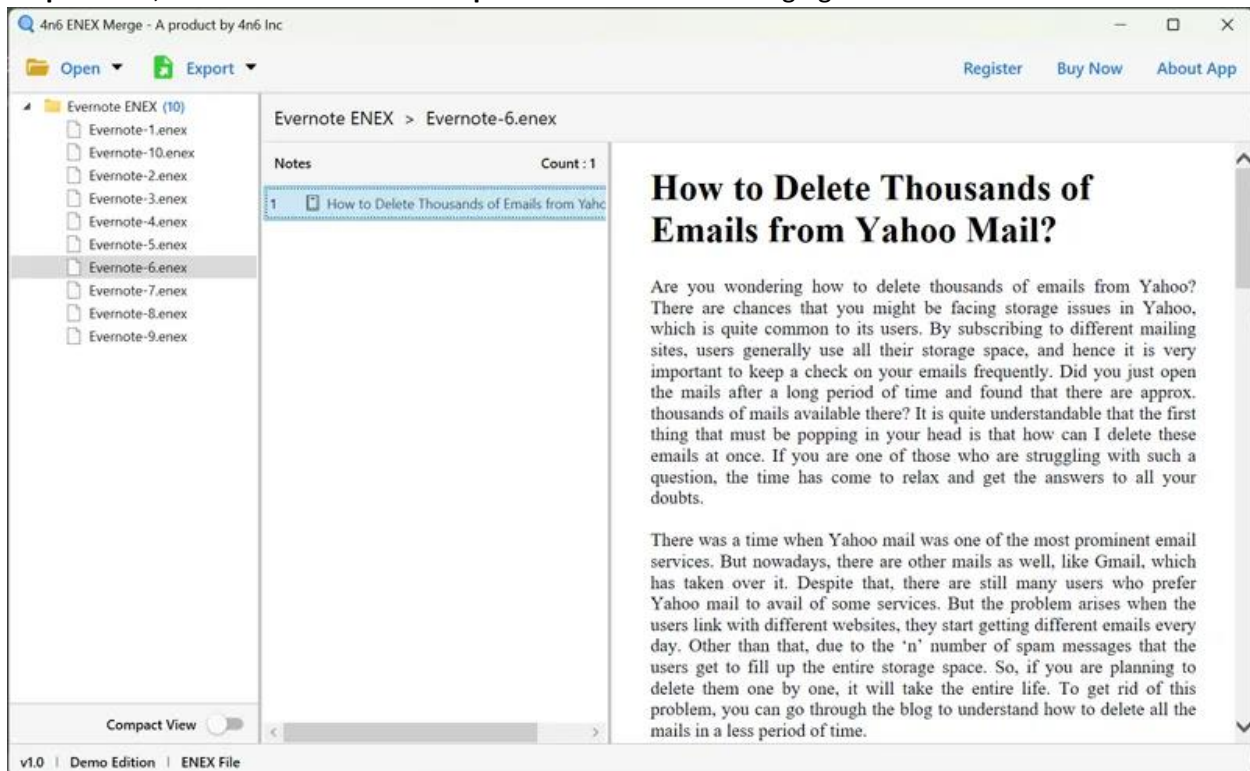 4n6 ENEX Merge - A product by 4n6 Inc
Open
Export
Register
Buy Now
About App
Evernote ENEX (10)
Evernote-1.enex
Evernote-10.enex
Evernote-2.enex
Evernote-3.enex
Evernote-4.enex
Evernote-5.enex
Evernote-6.enex
Evernote-7.enex
Evernote-8.enex
Evernote-9.enex
Compact View
Evernote ENEX > Evernote-6.enex
Notes
Count : 1
1 How to Delete Thousands of Emails from Yahc
How to Delete Thousands of
Emails from Yahoo Mail?
Are you wondering how to delete thousands of emails from Yahoo?
There are chances that you might be facing storage issues in Yahoo,
which is quite common to its users. By subscribing to different mailing
sites, users generally use all their storage space, and hence it is very
important to keep a check on your emails frequently. Did you just open
the mails after a long period of time and found that there are approx.
thousands of mails available there? It is quite understandable that the first
thing that must be popping in your head is that how can I delete these
emails at once. If you are one of those who are struggling with such a
question, the time has come to relax and get the answers to all your
doubts.
There was a time when Yahoo mail was one of the most prominent email
services. But nowadays, there are other mails as well, like Gmail, which
has taken over it. Despite that, there are still many users who prefer
Yahoo mail to avail of some services. But the problem arises when the
users link with different websites, they start getting different emails every
day. Other than that, due to the ‘n’ number of spam messages that the
users get to fill up the entire storage space. So, if you are planning to
delete them one by one, it will take the entire life. To get rid of this
problem, you can go through the blog to understand how to delete all the
mails in a less period of time.
v1.0 | Demo Edition | ENEX File